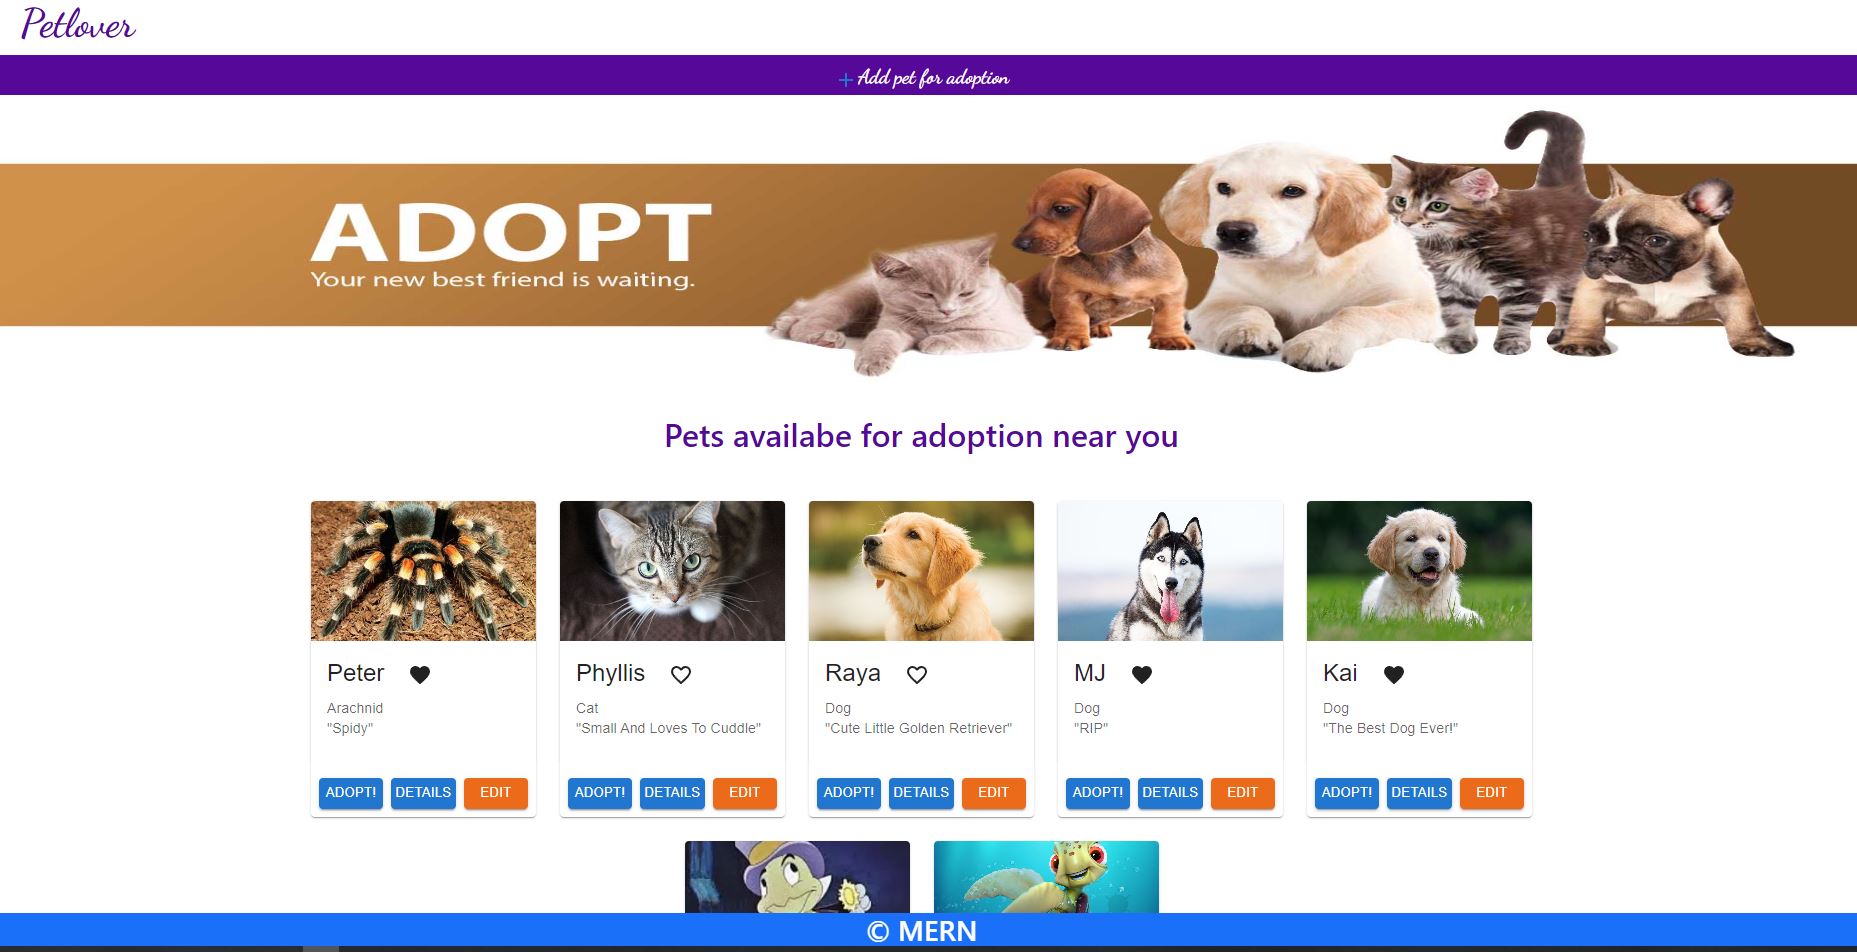 Petlover
+ Add pet for adoption
ADOPT
Your new best friend is waiting.
Pets availabe for adoption near you
Peter
Arachnid
"Spidy"
ADOPT! DETAILS EDIT
Phyllis
Cat
"Small And Loves To Cuddle"
ADOPT! DETAILS EDIT
Raya
Dog
"Cute Little Golden Retriever"
ADOPT! DETAILS EDIT
MJ
Dog
"RIP"
ADOPT! DETAILS EDIT
Kai
Dog
"The Best Dog Ever!"
ADOPT! DETAILS EDIT
© MERN